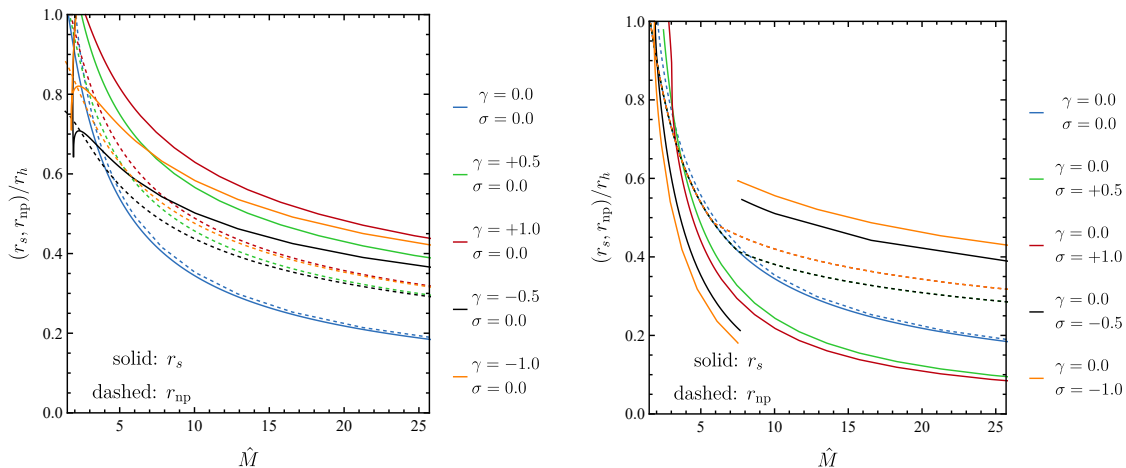 (r_s, r_np)/r_h
1.0
0.8
0.6
0.4
0.2
0.0
5
10
15
20
25
M̂
solid: r_s
dashed: r_np
γ = 0.0
σ = 0.0
γ = +0.5
σ = 0.0
γ = +1.0
σ = 0.0
γ = −0.5
σ = 0.0
γ = −1.0
σ = 0.0
(r_s, r_np)/r_h
1.0
0.8
0.6
0.4
0.2
0.0
5
10
15
20
25
M̂
solid: r_s
dashed: r_np
γ = 0.0
σ = 0.0
γ = 0.0
σ = +0.5
γ = 0.0
σ = +1.0
γ = 0.0
σ = −0.5
γ = 0.0
σ = −1.0